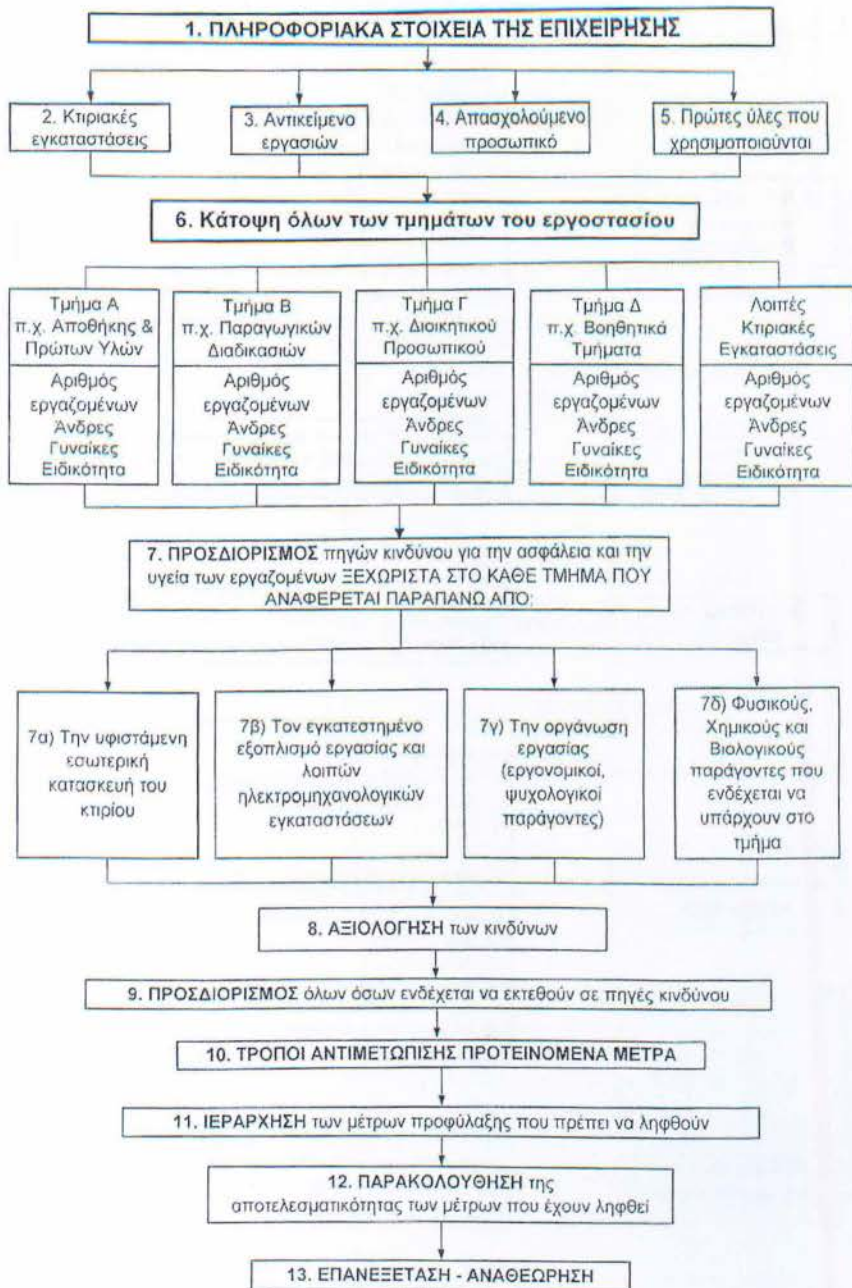 1. ΠΛΗΡΟΦΟΡΙΑΚΑ ΣΤΟΙΧΕΙΑ ΤΗΣ ΕΠΙΧΕΙΡΗΣΗΣ
2. Κτιριακές
εγκαταστάσεις
3. Αντικείμενο
εργασιών
4. Απασχολούμενο
προσωπικό
5. Πρώτες ύλες που
χρησιμοποιούνται
6. Κάτοψη όλων των τμημάτων του εργοστασίου
Τμήμα Α
π.χ. Αποθήκης &
Πρώτων Υλών
Αριθμός
εργαζομένων
Άνδρες
Γυναίκες
Ειδικότητα
Τμήμα Β
π.χ. Παραγωγικών
Διαδικασιών
Αριθμός
εργαζομένων
Άνδρες
Γυναίκες
Ειδικότητα
Τμήμα Γ
π.χ. Διοικητικού
Προσωπικού
Αριθμός
εργαζομένων
Άνδρες
Γυναίκες
Ειδικότητα
Τμήμα Δ
π.χ. Βοηθητικά
Τμήματα
Αριθμός
εργαζομένων
Άνδρες
Γυναίκες
Ειδικότητα
Λοιπές
Κτιριακές
Εγκαταστάσεις
Αριθμός
εργαζομένων
Άνδρες
Γυναίκες
Ειδικότητα
7. ΠΡΟΣΔΙΟΡΙΣΜΟΣ πηγών κινδύνου για την ασφάλεια και την
υγεία των εργαζομένων ΞΕΧΩΡΙΣΤΑ ΣΤΟ ΚΑΘΕ ΤΜΗΜΑ ΠΟΥ
ΑΝΑΦΕΡΕΤΑΙ ΠΑΡΑΠΑΝΩ ΑΠΟ:
7α) Την υφιστάμενη
εσωτερική
κατασκευή του
κτιρίου
7β) Τον εγκατεστημένο
εξοπλισμό εργασίας και
λοιπών
ηλεκτρομηχανολογικών
εγκαταστάσεων
7γ) Την οργάνωση
εργασίας
(εργονομικοί,
ψυχολογικοί
παράγοντες)
7δ) Φυσικούς,
Χημικούς και
Βιολογικούς
παράγοντες που
ενδέχεται να
υπάρχουν στο
τμήμα
8. ΑΞΙΟΛΟΓΗΣΗ των κινδύνων
9. ΠΡΟΣΔΙΟΡΙΣΜΟΣ όλων όσων ενδέχεται να εκτεθούν σε πηγές κινδύνου
10. ΤΡΟΠΟΙ ΑΝΤΙΜΕΤΩΠΙΣΗΣ ΠΡΟΤΕΙΝΟΜΕΝΑ ΜΕΤΡΑ
11. ΙΕΡΑΡΧΗΣΗ των μέτρων προφύλαξης που πρέπει να ληφθούν
12. ΠΑΡΑΚΟΛΟΥΘΗΣΗ της
αποτελεσματικότητας των μέτρων που έχουν ληφθεί
13. ΕΠΑΝΕΞΕΤΑΣΗ - ΑΝΑΘΕΩΡΗΣΗ